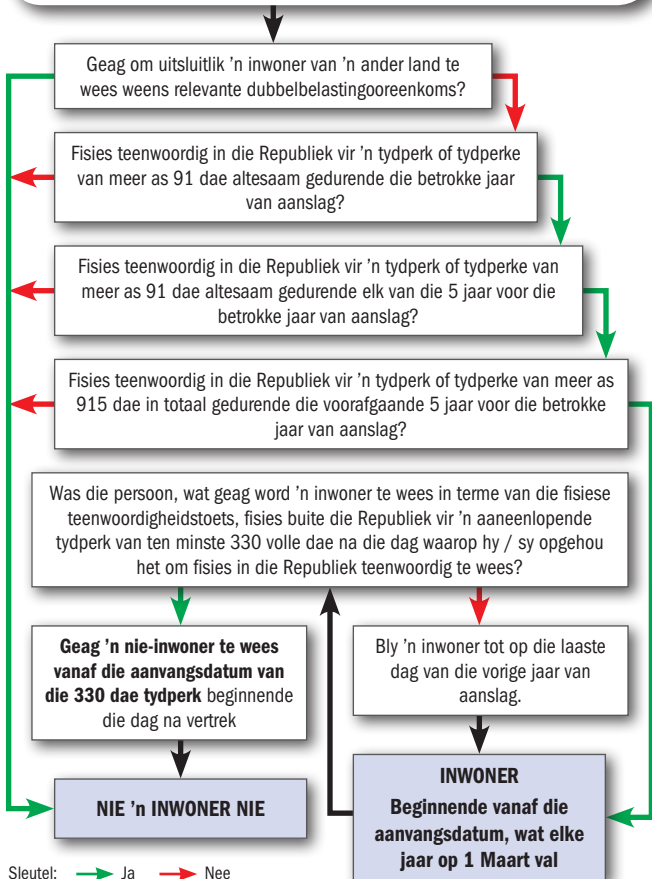 Geag om uitsluitlik ’n inwoner van ’n ander land te
wees weens relevante dubbelbelastingooreenkoms?
Fisies teenwoordig in die Republiek vir ’n tydperk of tydperke
van meer as 91 dae altesaam gedurende die betrokke jaar
van aanslag?
Fisies teenwoordig in die Republiek vir ’n tydperk of tydperke van
meer as 91 dae altesaam gedurende elk van die 5 jaar voor die
betrokke jaar van aanslag?
Fisies teenwoordig in die Republiek vir ’n tydperk of tydperke van meer as
915 dae in totaal gedurende die voorafgaande 5 jaar voor die betrokke
jaar van aanslag?
Was die persoon, wat geag word ’n inwoner te wees in terme van die fisiese
teenwoordigheidstoets, fisies buite die Republiek vir ’n aaneenlopende
tydperk van ten minste 330 volle dae na die dag waarop hy / sy opgehou
het om fisies in die Republiek teenwoordig te wees?
Geag ’n nie-inwoner te wees
vanaf die aanvangsdatum van
die 330 dae tydperk beginnende
die dag na vertrek
Bly ’n inwoner tot op die laaste
dag van die vorige jaar van
aanslag.
NIE ’n INWONER NIE
INWONER
Beginnende vanaf die
aanvangsdatum, wat elke
jaar op 1 Maart val
Sleutel: Ja Nee